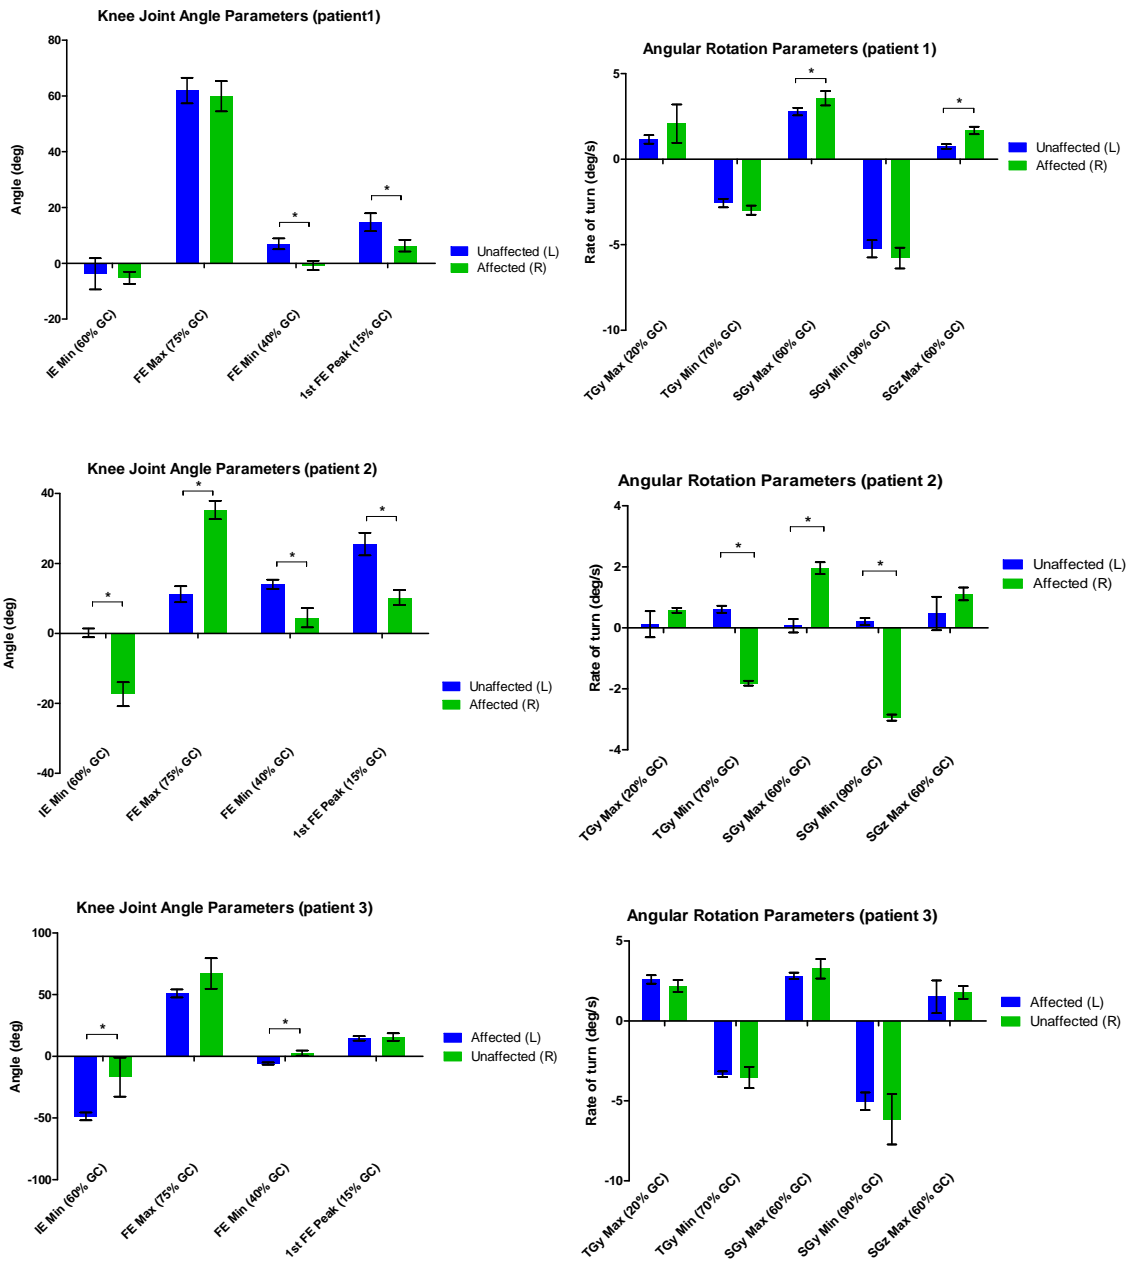 Knee Joint Angle Parameters (patient1)
80
60
40
20
0
-20
Angle (deg)
*
*
IE Min (60% GC)
FE Max (75% GC)
FE Min (40% GC)
1st FE Peak (15% GC)
Unaffected (L)
Affected (R)
Angular Rotation Parameters (patient 1)
5
0
-5
-10
Rate of turn (deg/s)
*
*
TGy Max (20% GC)
TGy Min (70% GC)
SGy Max (60% GC)
SGy Min (90% GC)
SGz Max (60% GC)
Unaffected (L)
Affected (R)
Knee Joint Angle Parameters (patient 2)
40
20
0
-20
-40
Angle (deg)
*
*
*
*
IE Min (60% GC)
FE Max (75% GC)
FE Min (40% GC)
1st FE Peak (15% GC)
Unaffected (L)
Affected (R)
Angular Rotation Parameters (patient 2)
4
2
0
-2
-4
Rate of turn (deg/s)
*
*
*
TGy Max (20% GC)
TGy Min (70% GC)
SGy Max (60% GC)
SGy Min (90% GC)
SGz Max (60% GC)
Unaffected (L)
Affected (R)
Knee Joint Angle Parameters (patient 3)
100
50
0
-50
-100
Angle (deg)
*
*
IE Min (60% GC)
FE Max (75% GC)
FE Min (40% GC)
1st FE Peak (15% GC)
Affected (L)
Unaffected (R)
Angular Rotation Parameters (patient 3)
5
0
-5
-10
Rate of turn (deg/s)
TGy Max (20% GC)
TGy Min (70% GC)
SGy Max (60% GC)
SGy Min (90% GC)
SGz Max (60% GC)
Affected (L)
Unaffected (R)